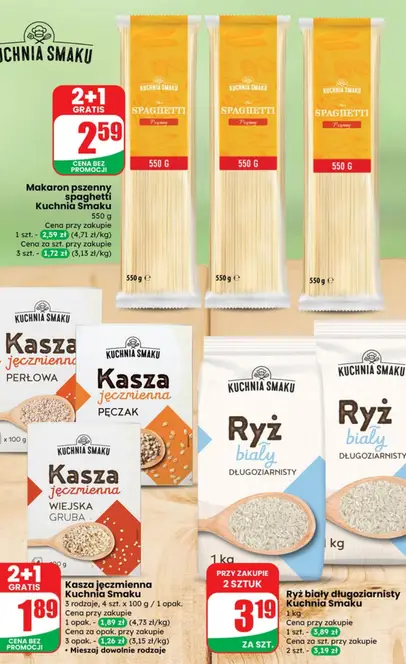 KUCHNIA SMAKU
2+1
GRATIS
2.59
CENA BEZ
PROMOCJI
Makaron pszenny
spaghetti
Kuchnia Smaku
550 g
Cena przy zakupie
1 szt. - 2,59 zł (4,71 zł/kg)
Cena za szt. przy zakupie
3 szt. - 1,72 zł (3,13 zł/kg)
KUCHNIA SMAKU
SPAGHETTI
550 G
550 g ℮
KUCHNIA SMAKU
SPAGHETTI
550 G
550 g ℮
KUCHNIA SMAKU
SPAGHETTI
550 G
550 g ℮
KUCHNIA SMAKU
Kasza
jęczmienna
PERŁOWA
x 100 g
KUCHNIA SMAKU
Kasza
jęczmienna
PĘCZAK
KUCHNIA SMAKU
Kasza
jęczmienna
WIEJSKA
GRUBA
KUCHNIA SMAKU
Ryż
biały
DŁUGOZIARNISTY
1 kg
KUCHNIA SMAKU
Ryż
biały
DŁUGOZIARNISTY
kg
2+1
GRATIS
1.89
CENA BEZ
PROMOCJI
Kasza jęczmienna
Kuchnia Smaku
3 rodzaje, 4 szt. x 100 g / 1 opak.
Cena przy zakupie
1 opak. - 1,89 zł (4,73 zł/kg)
Cena za opak. przy zakupie
3 opak. - 1,26 zł (3,15 zł/kg)
• Mieszaj dowolnie rodzaje
PRZY ZAKUPIE
2 SZTUK
3.19
ZA SZT.
Ryż biały długoziarnisty
Kuchnia Smaku
1 kg
Cena przy zakupie
1 szt. - 3,89 zł
Cena za szt. przy zakupie
2 szt. - 3,19 zł